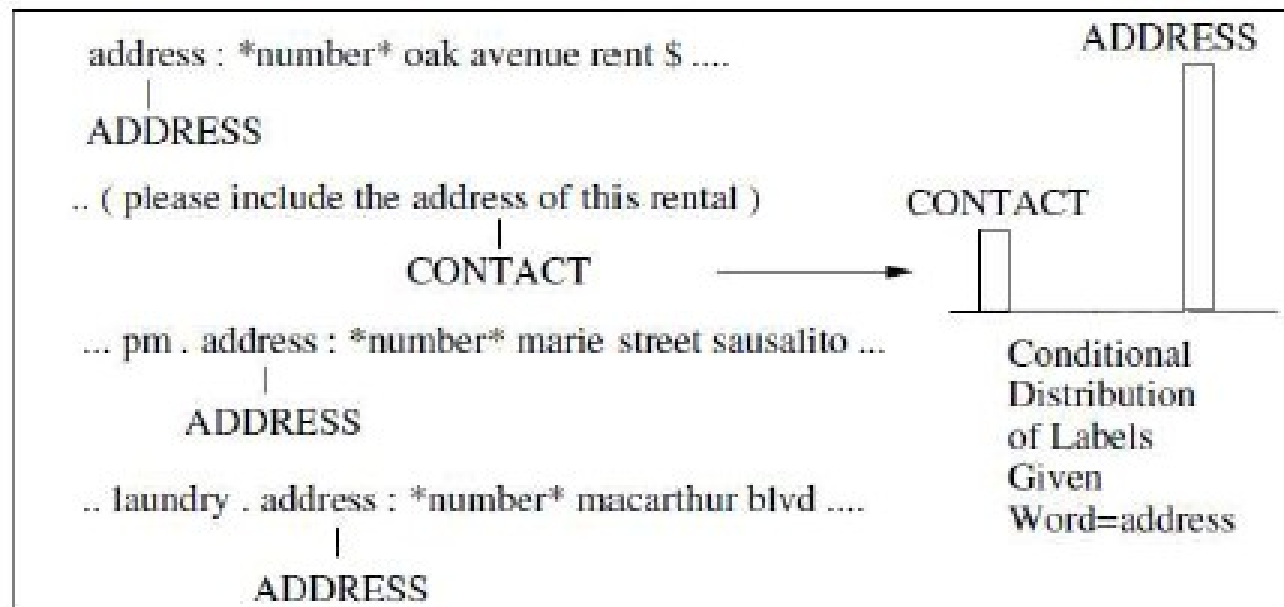 address : *number* oak avenue rent $ ....
ADDRESS
.. ( please include the address of this rental )
CONTACT
... pm . address : *number* marie street sausalito ...
ADDRESS
.. laundry . address : *number* macarthur blvd ....
ADDRESS
ADDRESS
CONTACT
Conditional
Distribution
of Labels
Given
Word=address